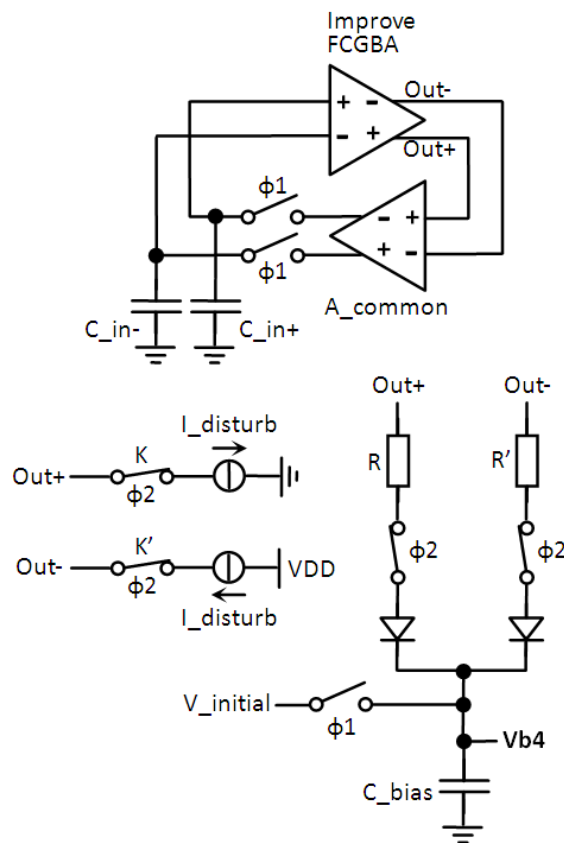 Improve
FCGBA
Out-
+ -
- +
Out+
ϕ1
- +
ϕ1
+ -
A_common
C_in-
C_in+
Out+
Out-
I_disturb
K
R
R’
Out+
ϕ2
ϕ2
ϕ2
K’
Out-
VDD
ϕ2
I_disturb
V_initial
ϕ1
Vb4
C_bias